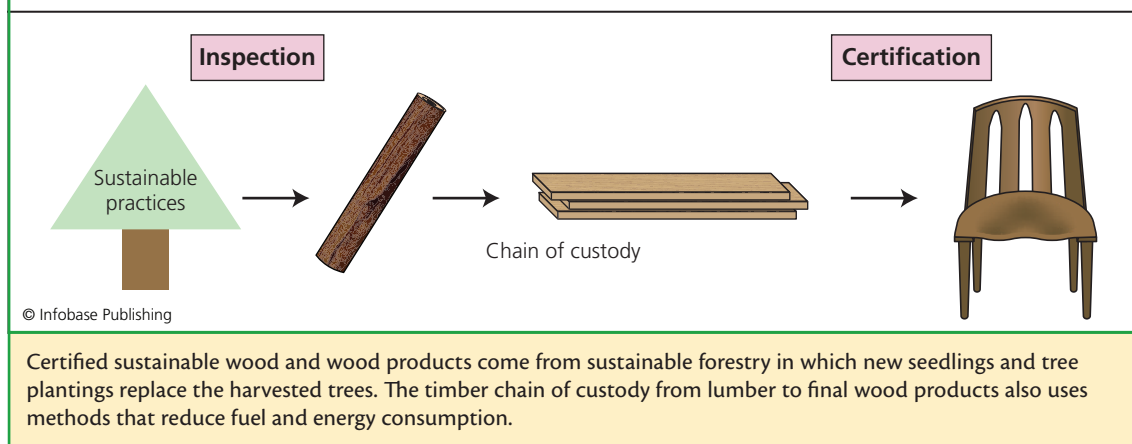 Inspection
Certification
Sustainable
practices
Chain of custody
© Infobase Publishing
Certified sustainable wood and wood products come from sustainable forestry in which new seedlings and tree
plantings replace the harvested trees. The timber chain of custody from lumber to final wood products also uses
methods that reduce fuel and energy consumption.